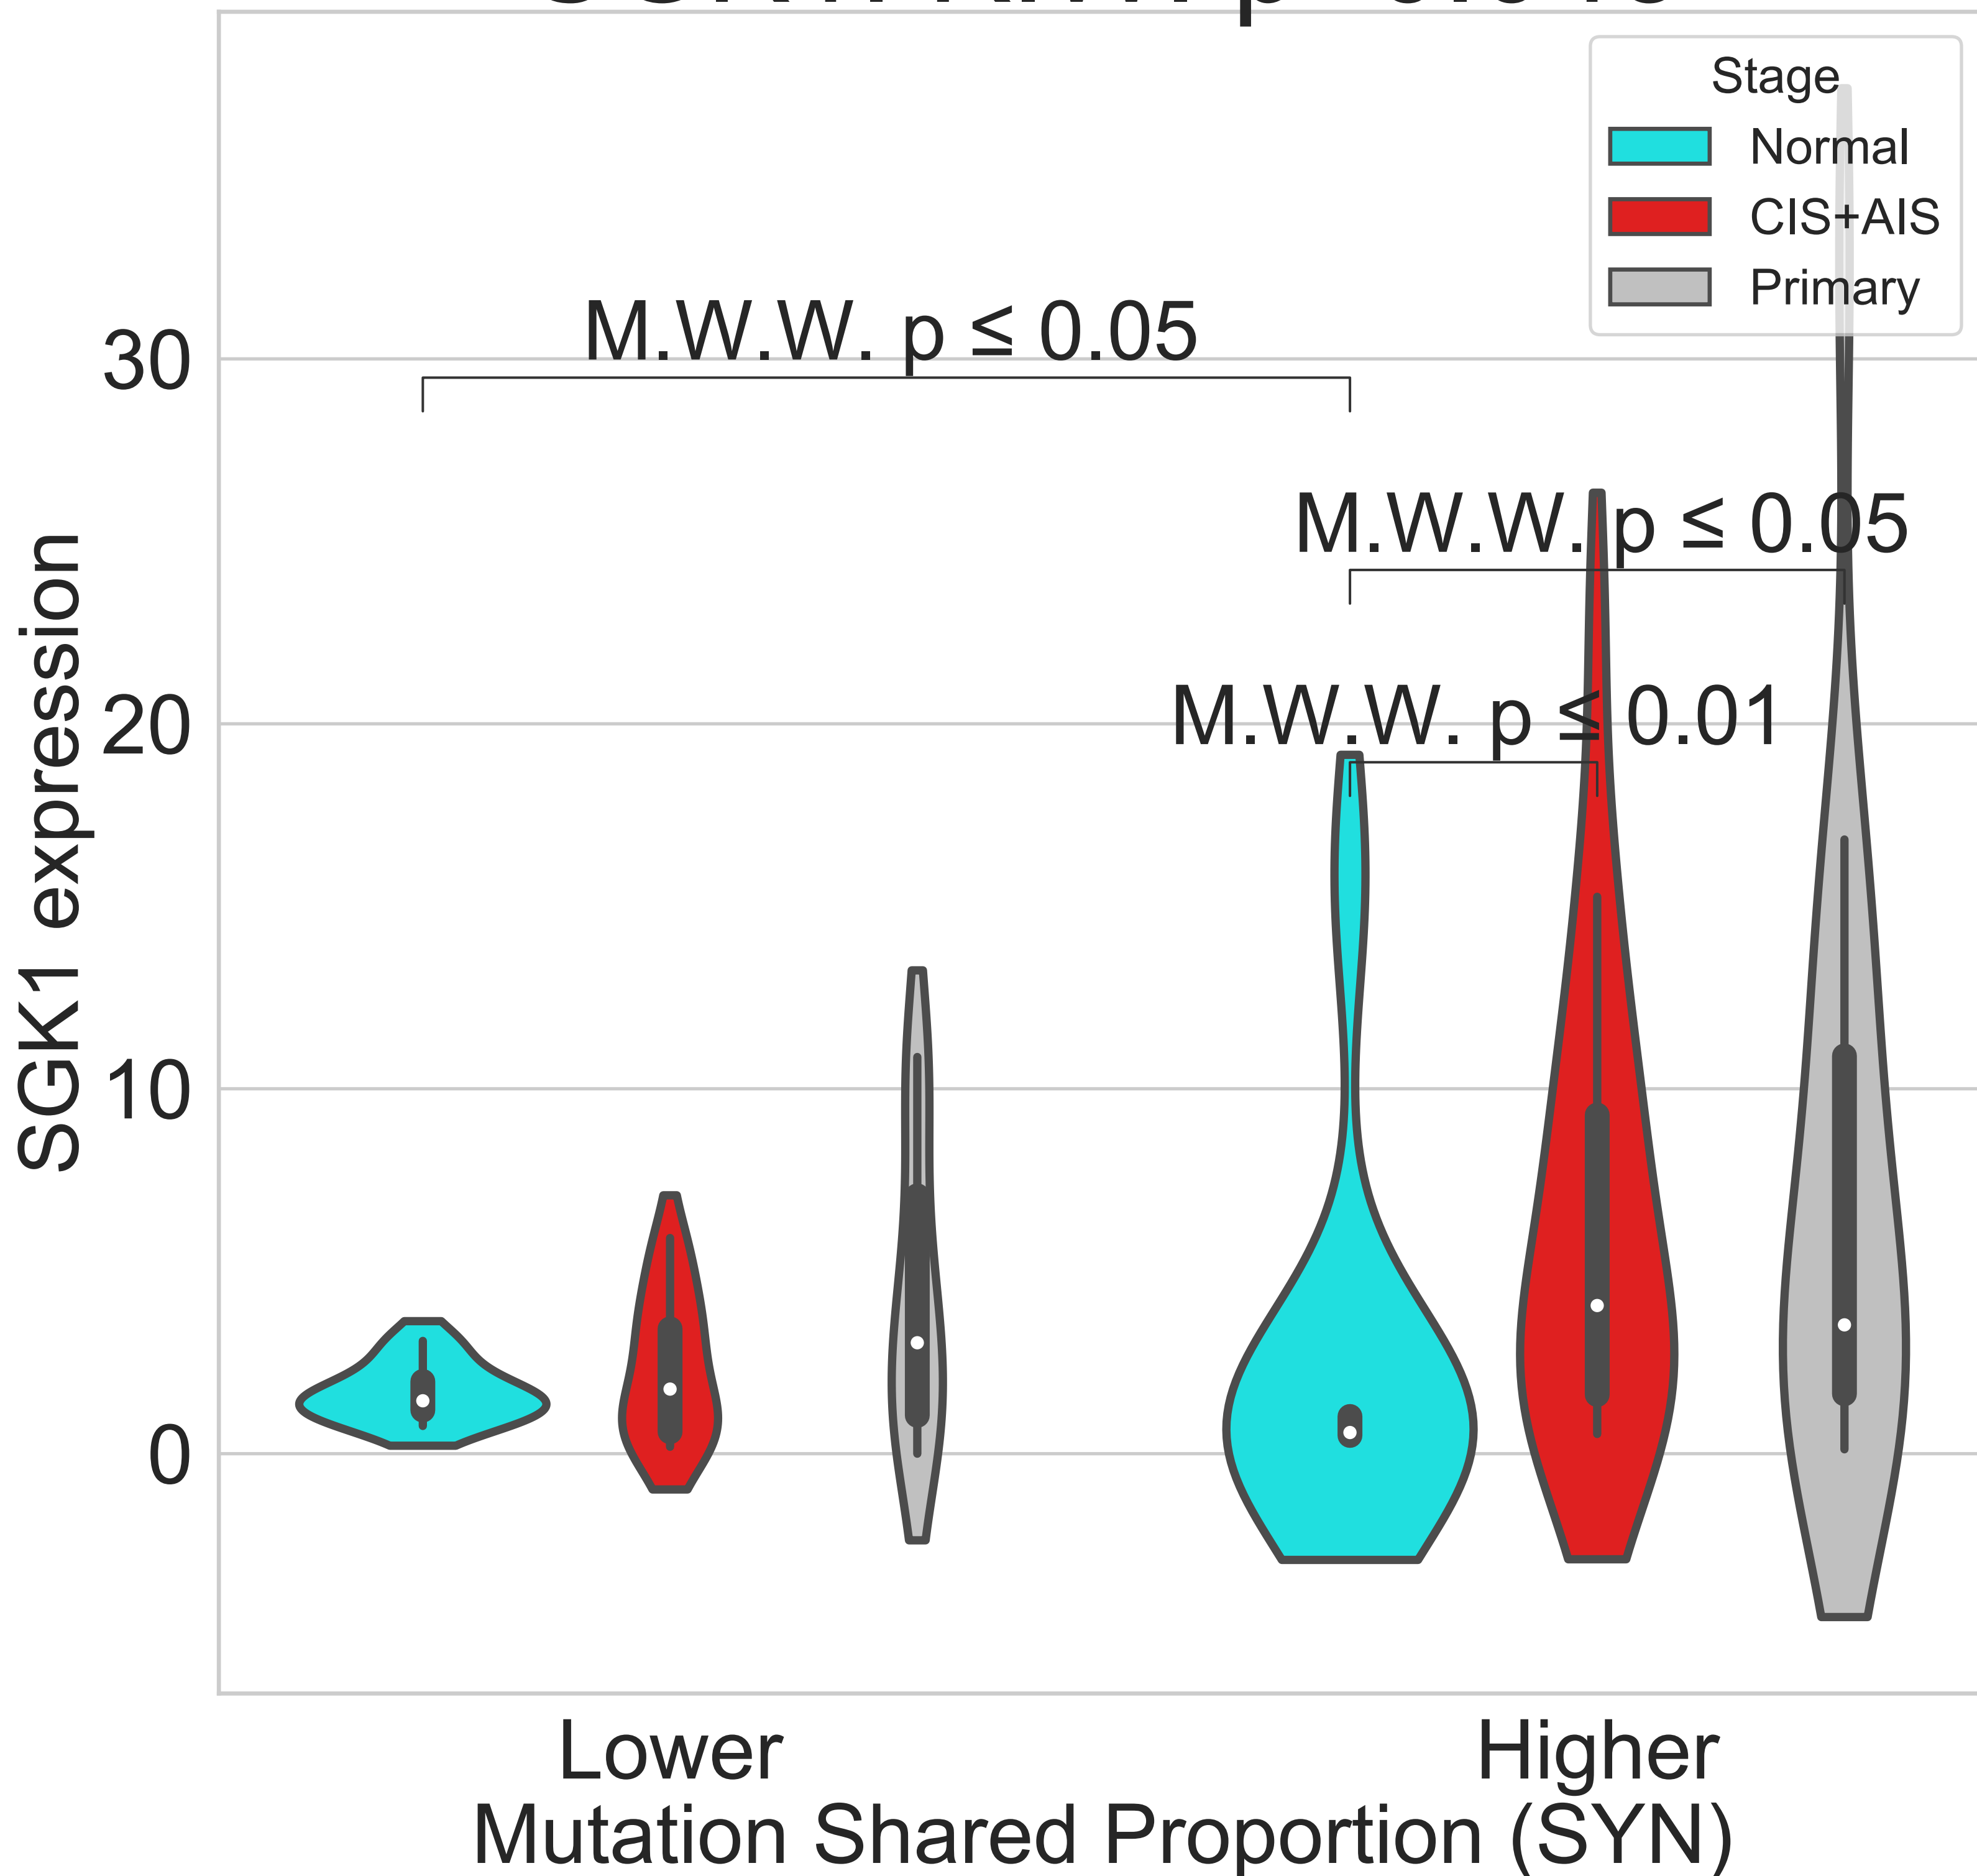 Stage
Normal
CIS+AIS
Primary
M.W.W. p ≤ 0.05
M.W.W. p ≤ 0.05
M.W.W. p ≤ 0.01
30
20
10
0
SGK1 expression
Lower
Higher
Mutation Shared Proportion (SYN)